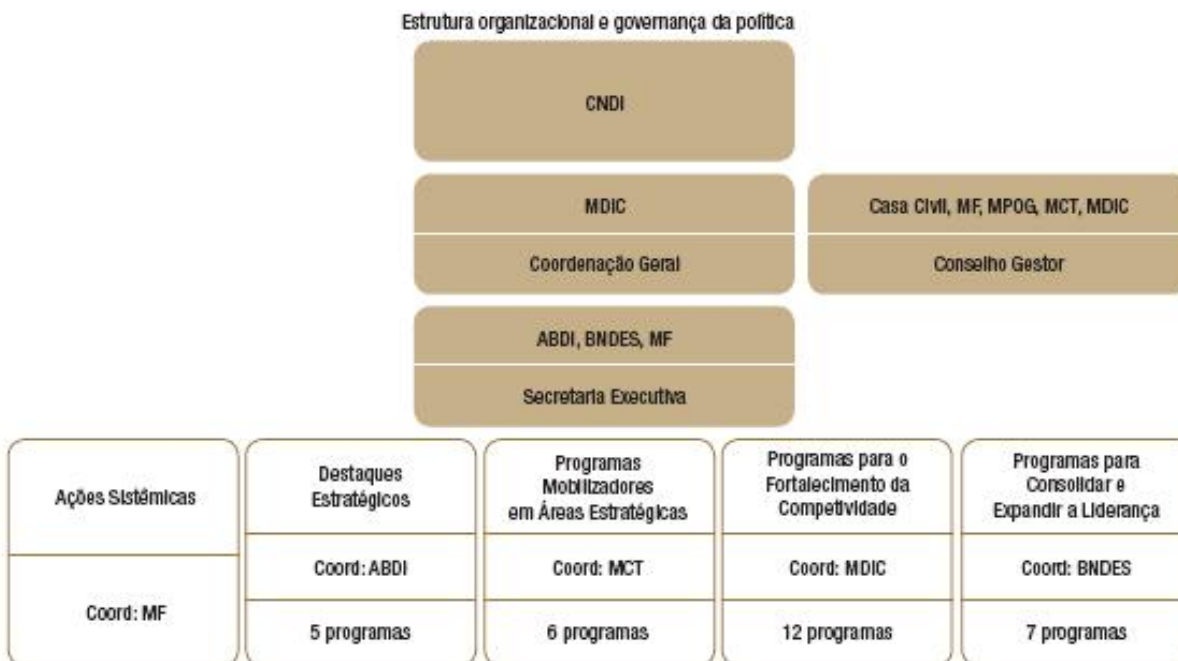 Estrutura organizacional e governança da política
CNDI
MDIC
Coordenação Geral
Casa Civil, MF, MPOG, MCT, MDIC
Conselho Gestor
ABDI, BNDES, MF
Secretaria Executiva
Ações Sistêmicas
Coord: MF
Destaques
Estratégicos
Coord: ABDI
5 programas
Programas
Mobilizadores
em Áreas Estratégicas
Coord: MCT
6 programas
Programas para o
Fortalecimento da
Competividade
Coord: MDIC
12 programas
Programas para
Consolidar e
Expandir a Liderança
Coord: BNDES
7 programas